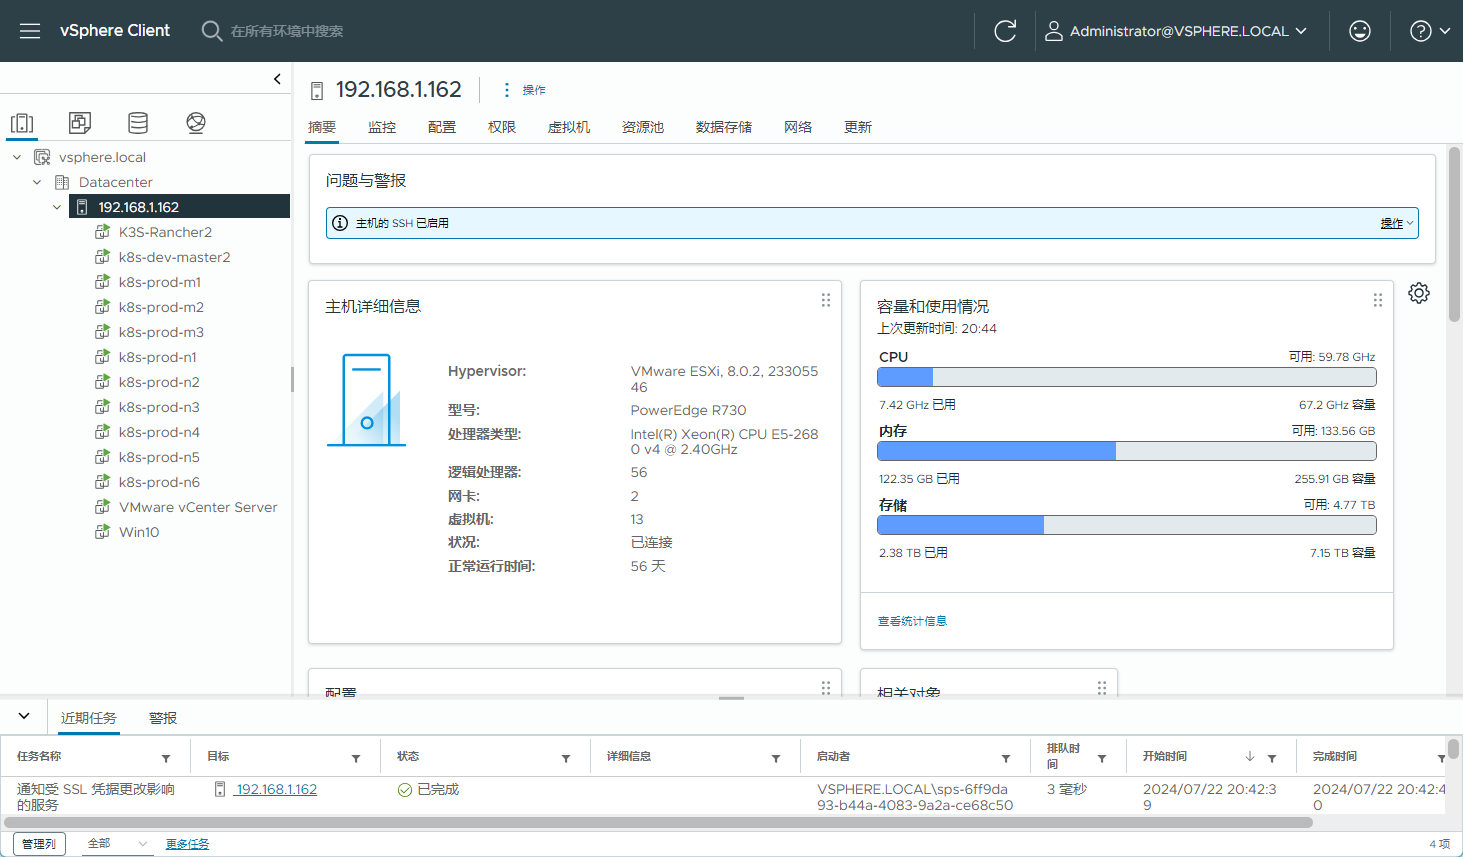 vSphere Client
在所有环境中搜索
Administrator@VSPHERE.LOCAL
192.168.1.162
操作
摘要
监控
配置
权限
虚拟机
资源池
数据存储
网络
更新
vsphere.local
Datacenter
192.168.1.162
K3S-Rancher2
k8s-dev-master2
k8s-prod-m1
k8s-prod-m2
k8s-prod-m3
k8s-prod-n1
k8s-prod-n2
k8s-prod-n3
k8s-prod-n4
k8s-prod-n5
k8s-prod-n6
VMware vCenter Server
Win10
问题与警报
主机的 SSH 已启用
操作
主机详细信息
Hypervisor:
VMware ESXi, 8.0.2, 233055
46
型号:
PowerEdge R730
处理器类型:
Intel(R) Xeon(R) CPU E5-268
0 v4 @ 2.40GHz
逻辑处理器:
56
网卡:
2
虚拟机:
13
状况:
已连接
正常运行时间:
56 天
容量和使用情况
上次更新时间: 20:44
CPU
可用: 59.78 GHz
7.42 GHz 已用
67.2 GHz 容量
内存
可用: 133.56 GB
122.35 GB 已用
255.91 GB 容量
存储
可用: 4.77 TB
2.38 TB 已用
7.15 TB 容量
查看统计信息
配置
相关对象
近期任务
警报
任务名称
目标
状态
详细信息
启动者
排队时
间
开始时间
完成时间
通知受 SSL 凭据更改影响
的服务
192.168.1.162
已完成
VSPHERE.LOCAL\sps-6ff9da
93-b44a-4083-9a2a-ce68c50
3 毫秒
2024/07/22 20:42:3
9
2024/07/22 20:42:4
0
管理列
全部
更多任务
4 项